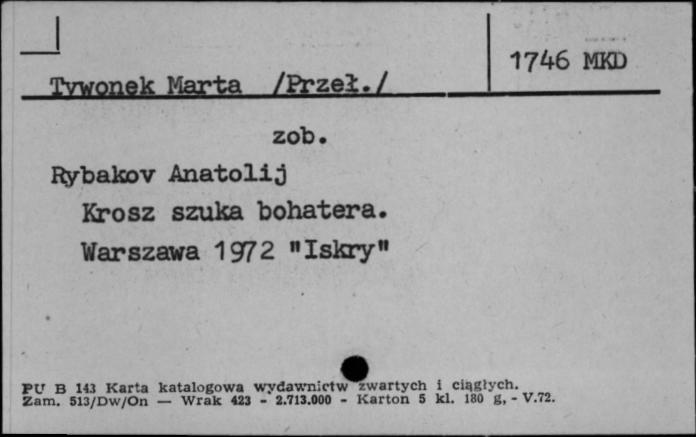 1746 MKD
Tywonek Marta /Przeł./
zob.
Rybakov Anatolij
Krosz szuka bohatera.
Warszawa 1972 "Iskry"
PU B 143 Karta katalogowa wydawnictw zwartych i ciągłych.
Zam. 513/Dw/On — Wrak 423 - 2.713.000 - Karton 5 kl. 180 g, - V.72.